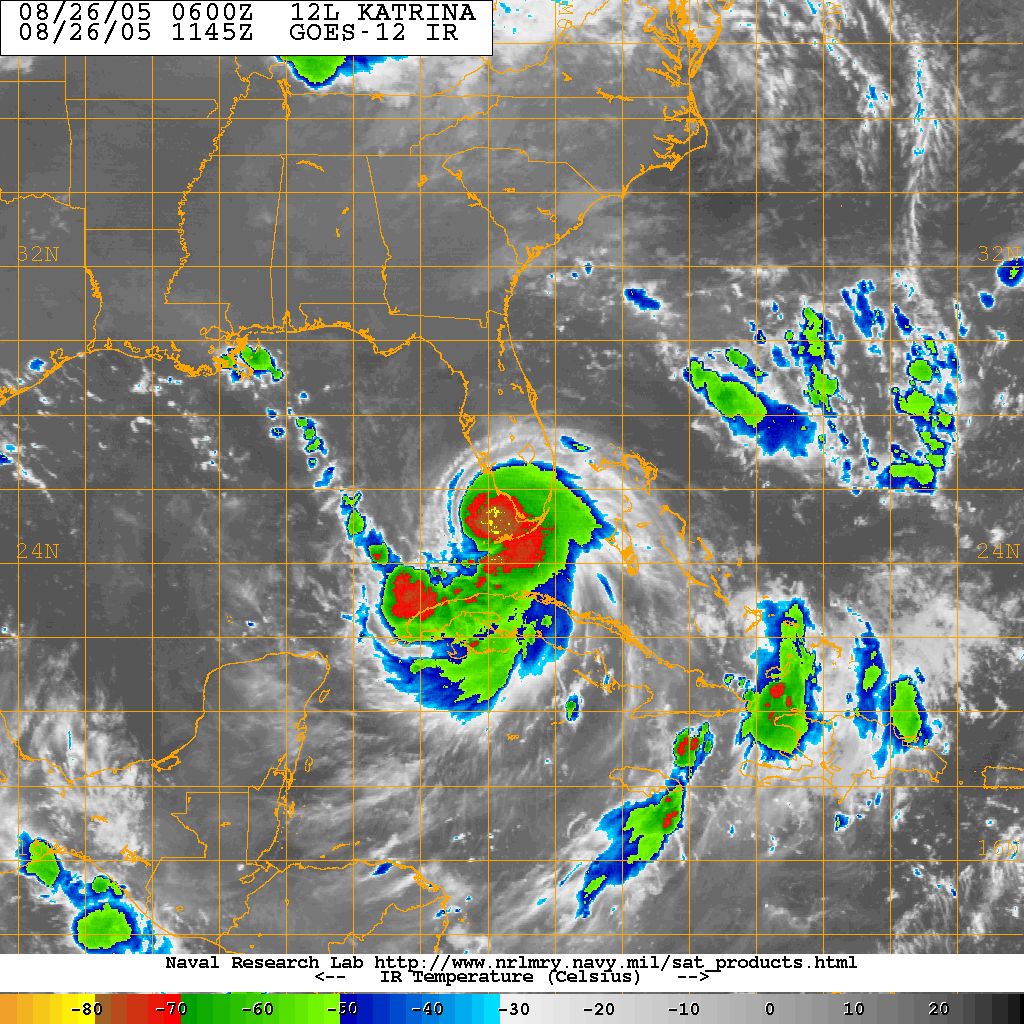 08/26/05 0600Z 12L KATRINA
08/26/05 1145Z GOES-12 IR
32N 32N
24N 24N
16N
Naval Research Lab http://www.nrlmry.navy.mil/sat_products.html
<-- IR Temperature (Celsius) -->
-80 -70 -60 -50 -40 -30 -20 -10 0 10 20